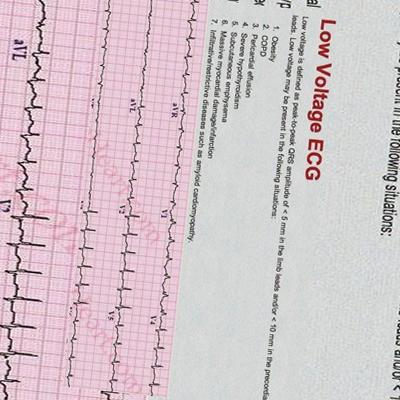 present in the following situations:
Low Voltage ECG
Low voltage is defined as peak-to-peak QRS amplitude of < 5 mm in the limb leads and/or < 10 mm in the precordial
leads. Low voltage may be present in the following situations:
1. Obesity
2. COPD
3. Pericardial effusion
4. Severe hypothyroidism
5. Subcutaneous emphysema
6. Massive myocardial damage/infarction
7. Infiltrative/restrictive diseases such as amyloid cardiomyopathy.
aVR
V1
V4
aVL
V2
V5
aVL